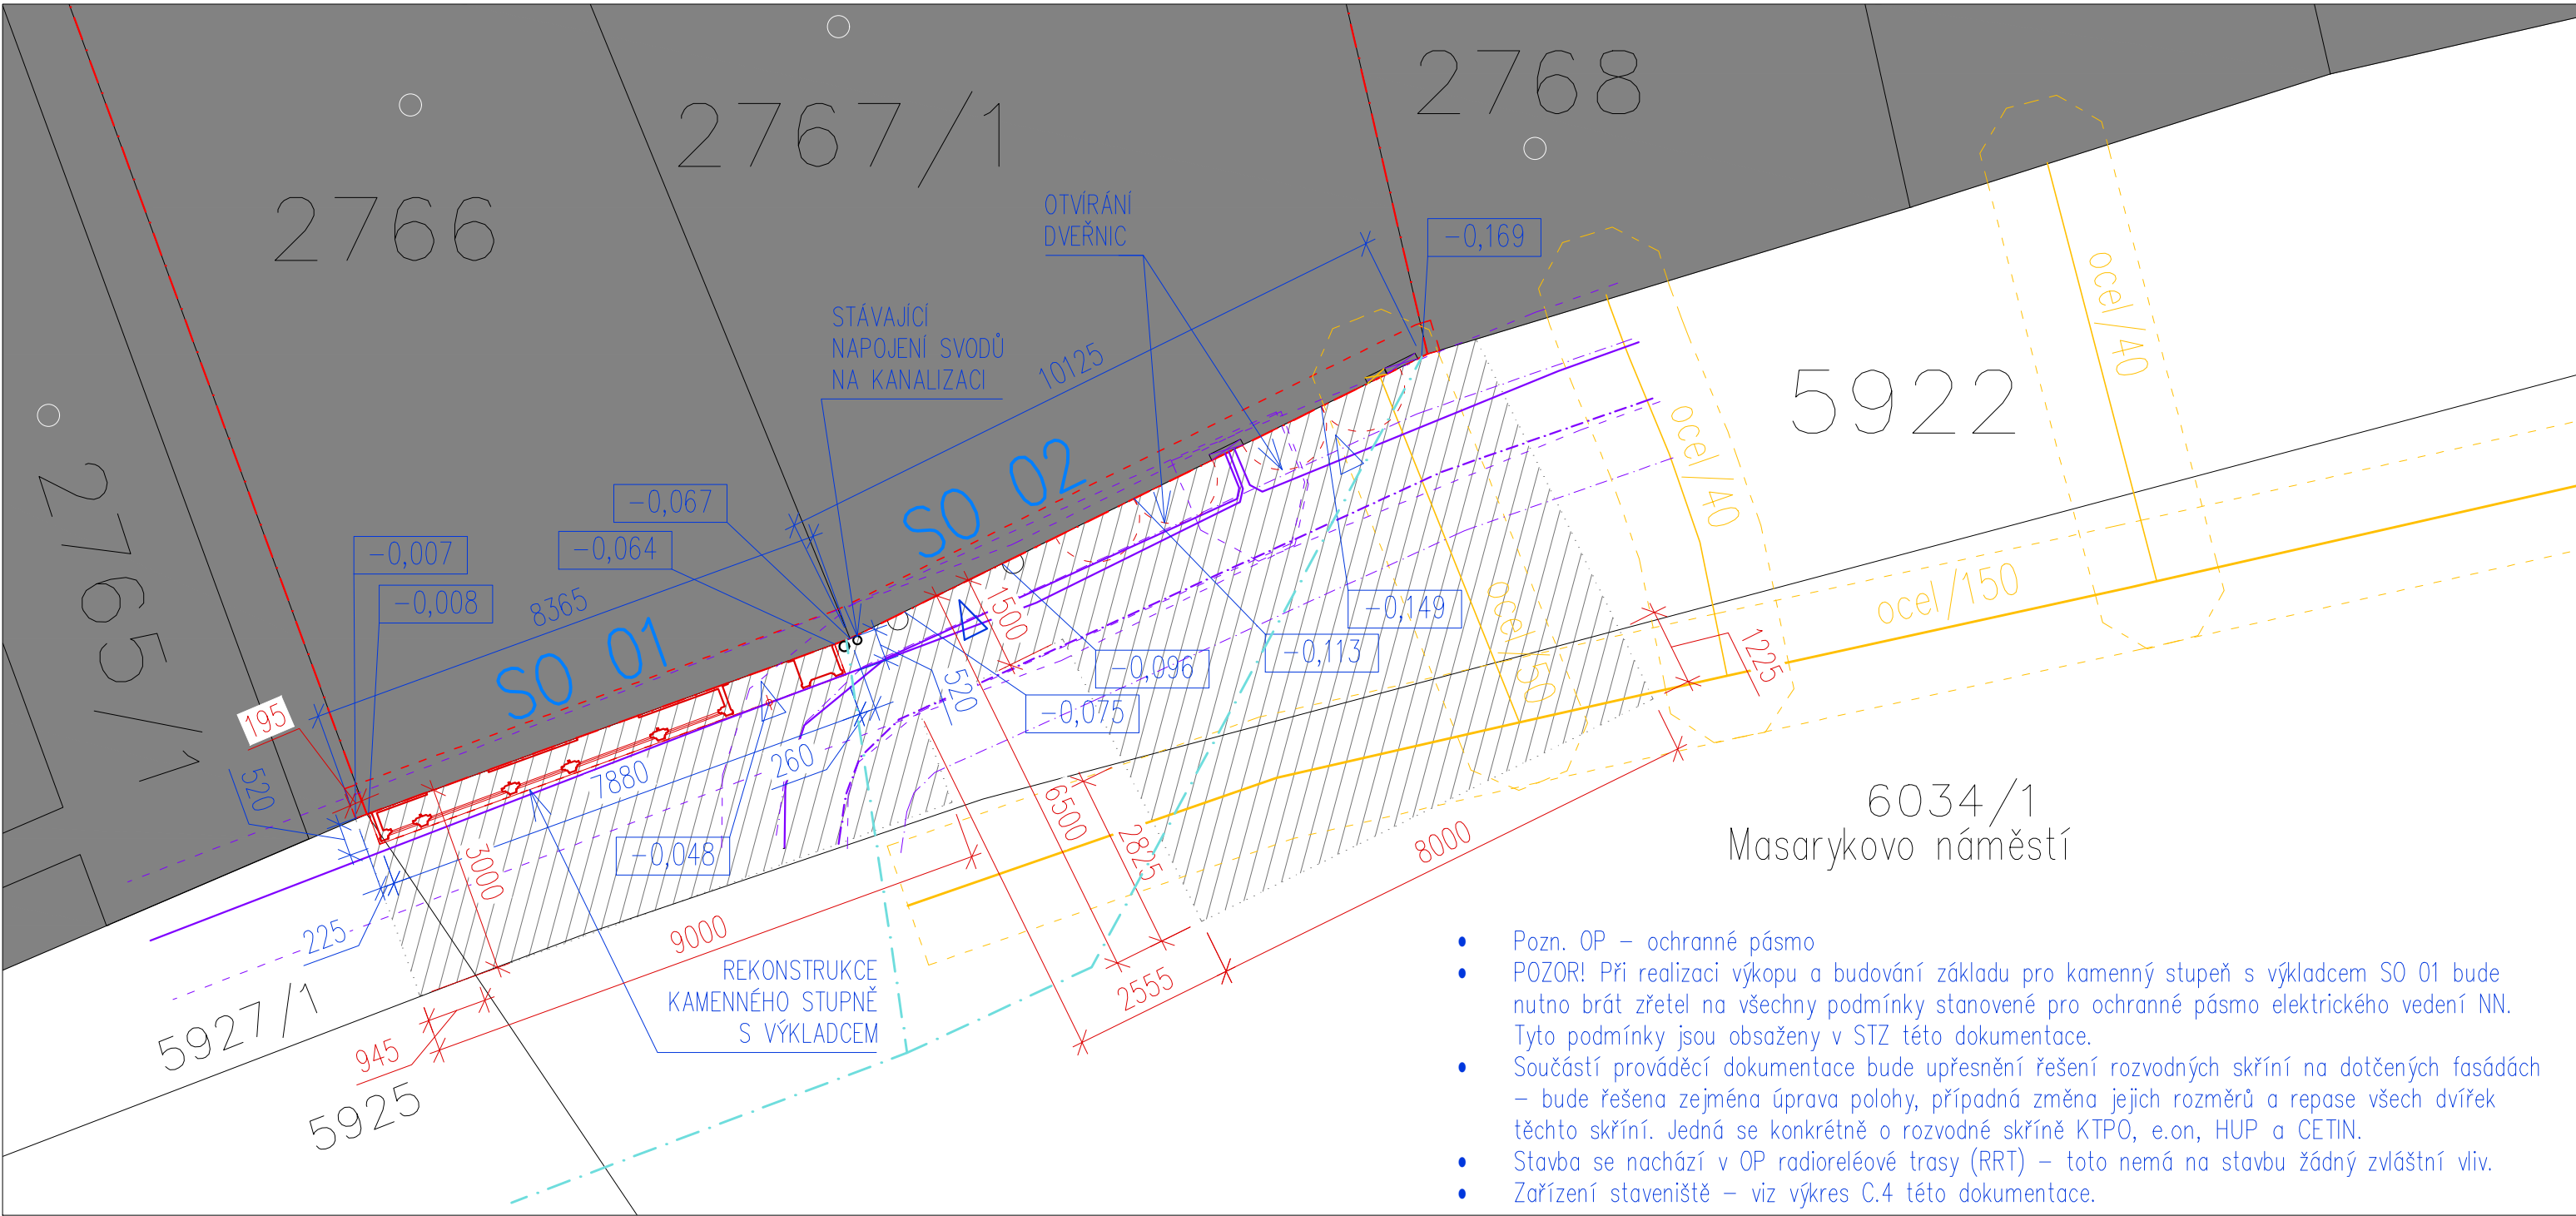 2768
2767/1
2766
OTVÍRÁNÍ
DVEŘNIC
-0,169
ocel/40
STÁVAJÍCÍ
NAPOJENÍ SVODŮ
NA KANALIZACI
10125
5922
ocel/40
2765/1
SO 02
-0,067
-0,064
-0,007
-0,008
8365
1500
ocel/50
-0,149
ocel/150
-0,113
-0,096
1225
SO 01
520
-0,075
195
520
7880
260
6500
2825
8000
6034/1
Masarykovo náměstí
-0,048
3000
225
9000
2555
REKONSTRUKCE
KAMENNÉHO STUPNĚ
S VÝKLADCEM
5927/1
945
5925
• Pozn. OP – ochranné pásmo
• POZOR! Při realizaci výkopu a budování základu pro kamenný stupeň s výkladcem SO 01 bude
nutno brát zřetel na všechny podmínky stanovené pro ochranné pásmo elektrického vedení NN.
Tyto podmínky jsou obsaženy v STZ této dokumentace.
• Součástí prováděcí dokumentace bude upřesnění řešení rozvodných skříní na dotčených fasádách
– bude řešena zejména úprava polohy, případná změna jejich rozměrů a repase všech dvířek
těchto skříní. Jedná se konkrétně o rozvodné skříně KTPO, e.on, HUP a CETIN.
• Stavba se nachází v OP radioreléové trasy (RRT) – toto nemá na stavbu žádný zvláštní vliv.
• Zařízení staveniště – viz výkres C.4 této dokumentace.